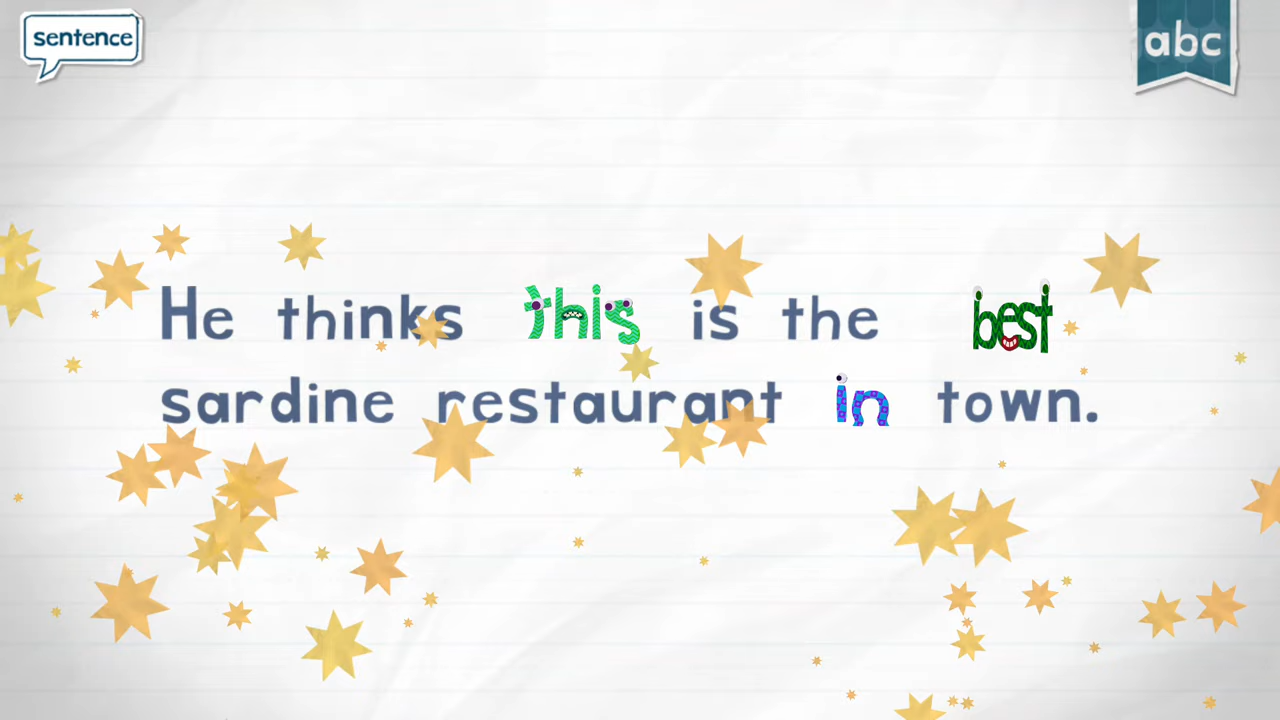 sentence
abc
He thinks this is the best
sardine restaurant in town.